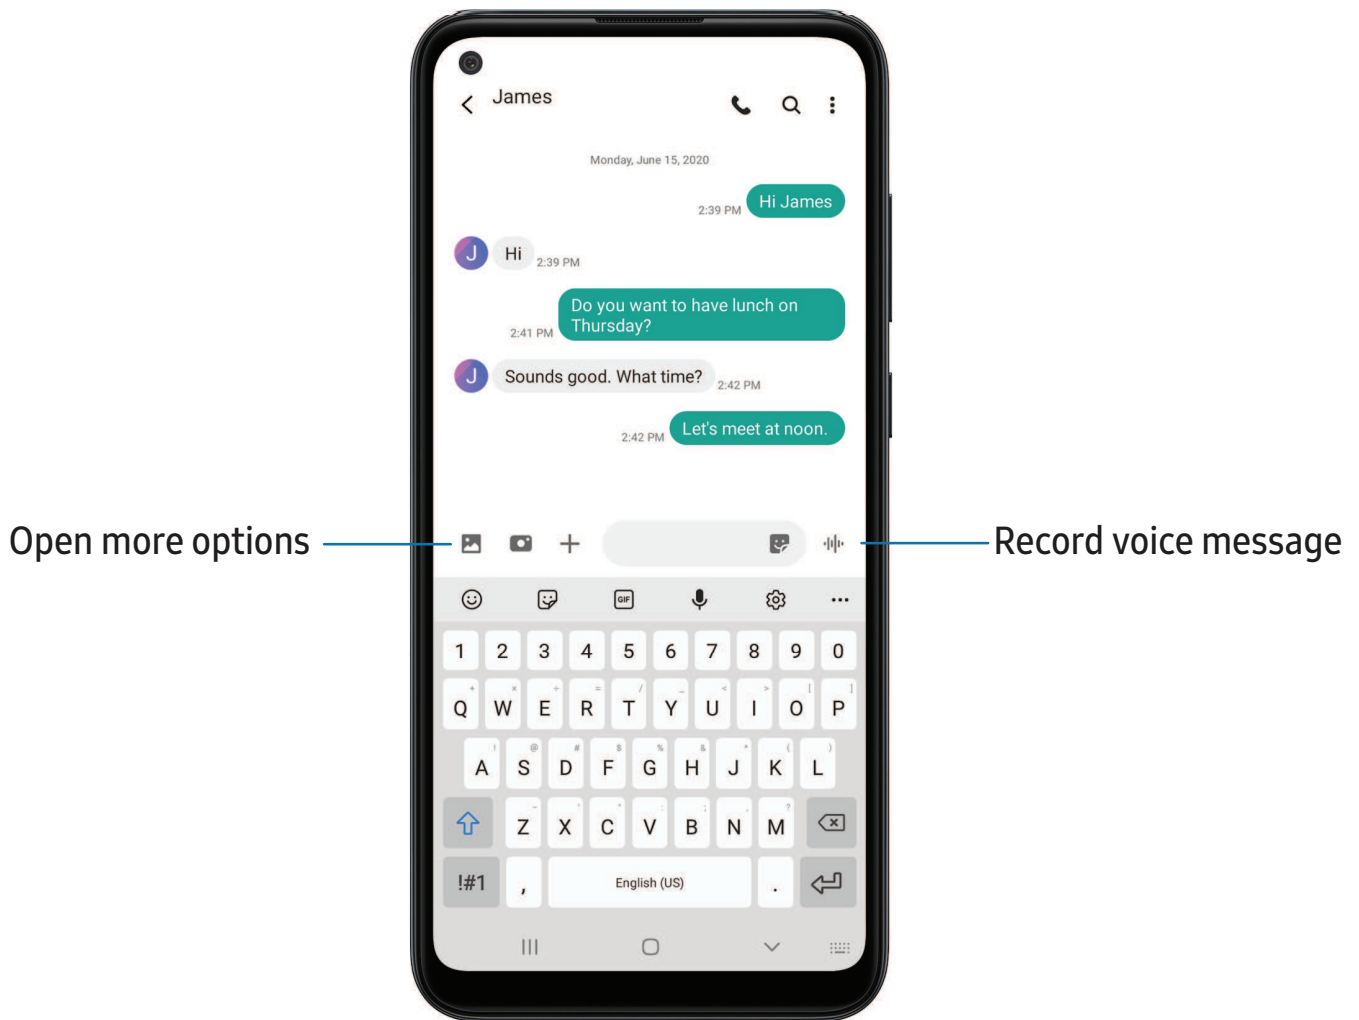 James
Monday, June 15, 2020
2:39 PM Hi James
J Hi 2:39 PM
Do you want to have lunch on
2:41 PM Thursday?
J Sounds good. What time? 2:42 PM
2:42 PM Let's meet at noon.
Open more options
Record voice message
GIF
1 2 3 4 5 6 7 8 9 0
+ × ÷ = / _ < > [ ]
Q W E R T Y U I O P
! @ # $ % & * ( )
A S D F G H J K L
- ' " : ; , ?
Z X C V B N M
!#1 , English (US) .